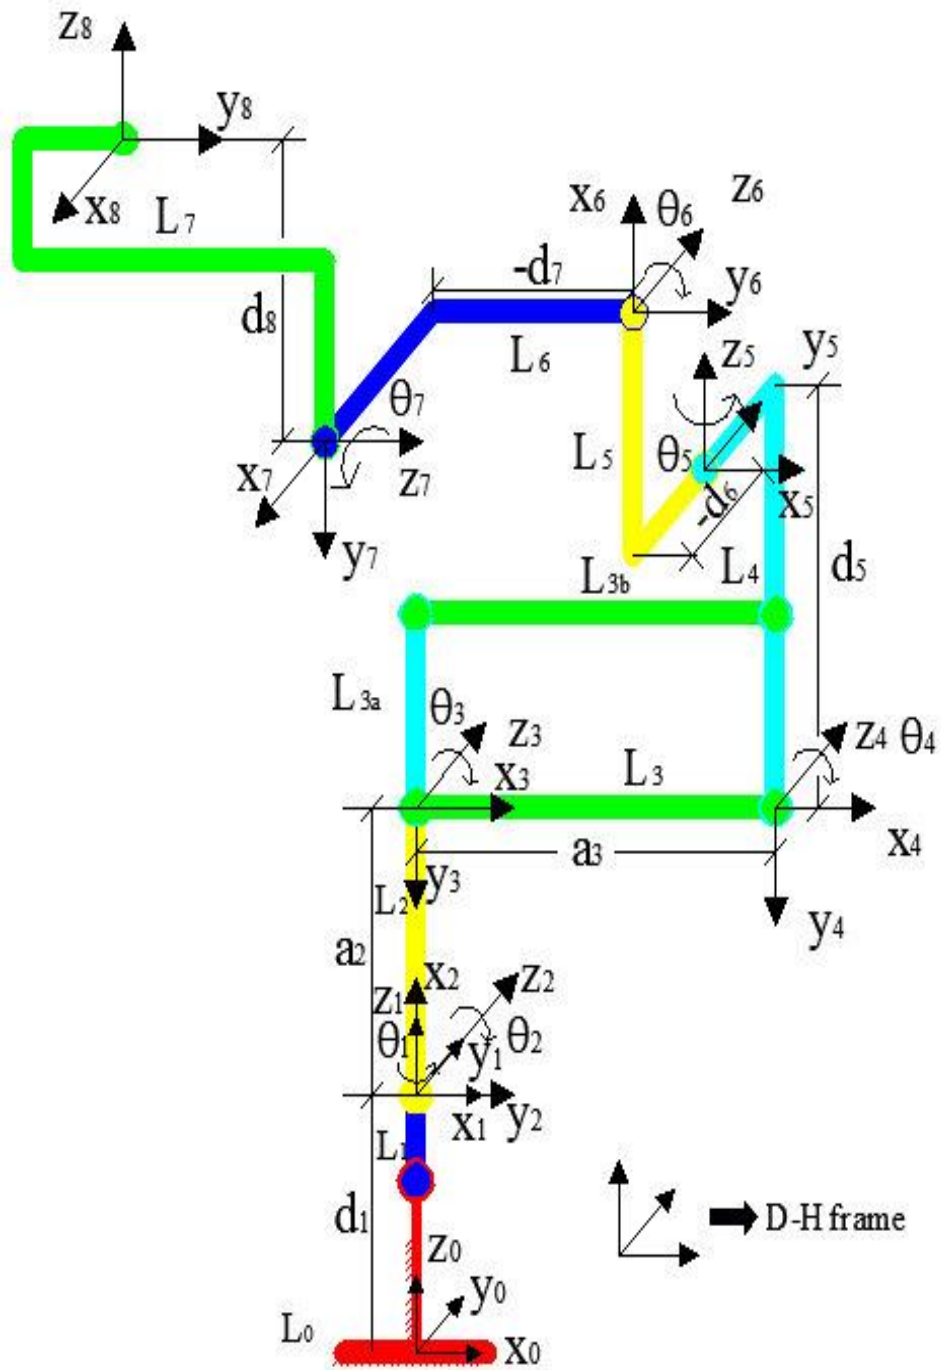 z₈
y₈
x₈
L₇
d₈
x₆
θ₆
z₆
-d₇
y₆
L₆
z₅
y₅
θ₇
L₅
θ₅
x₇
z₇
-d₆
x₅
y₇
L₃b
L₄
d₅
L₃a
θ₃
z₃
x₃
L₃
z₄
θ₄
a₃
x₄
y₃
L₂
y₄
a₂
x₂
z₂
z₁
θ₁
y₁
θ₂
x₁
y₂
L₁
d₁
D-H frame
z₀
y₀
L₀
x₀